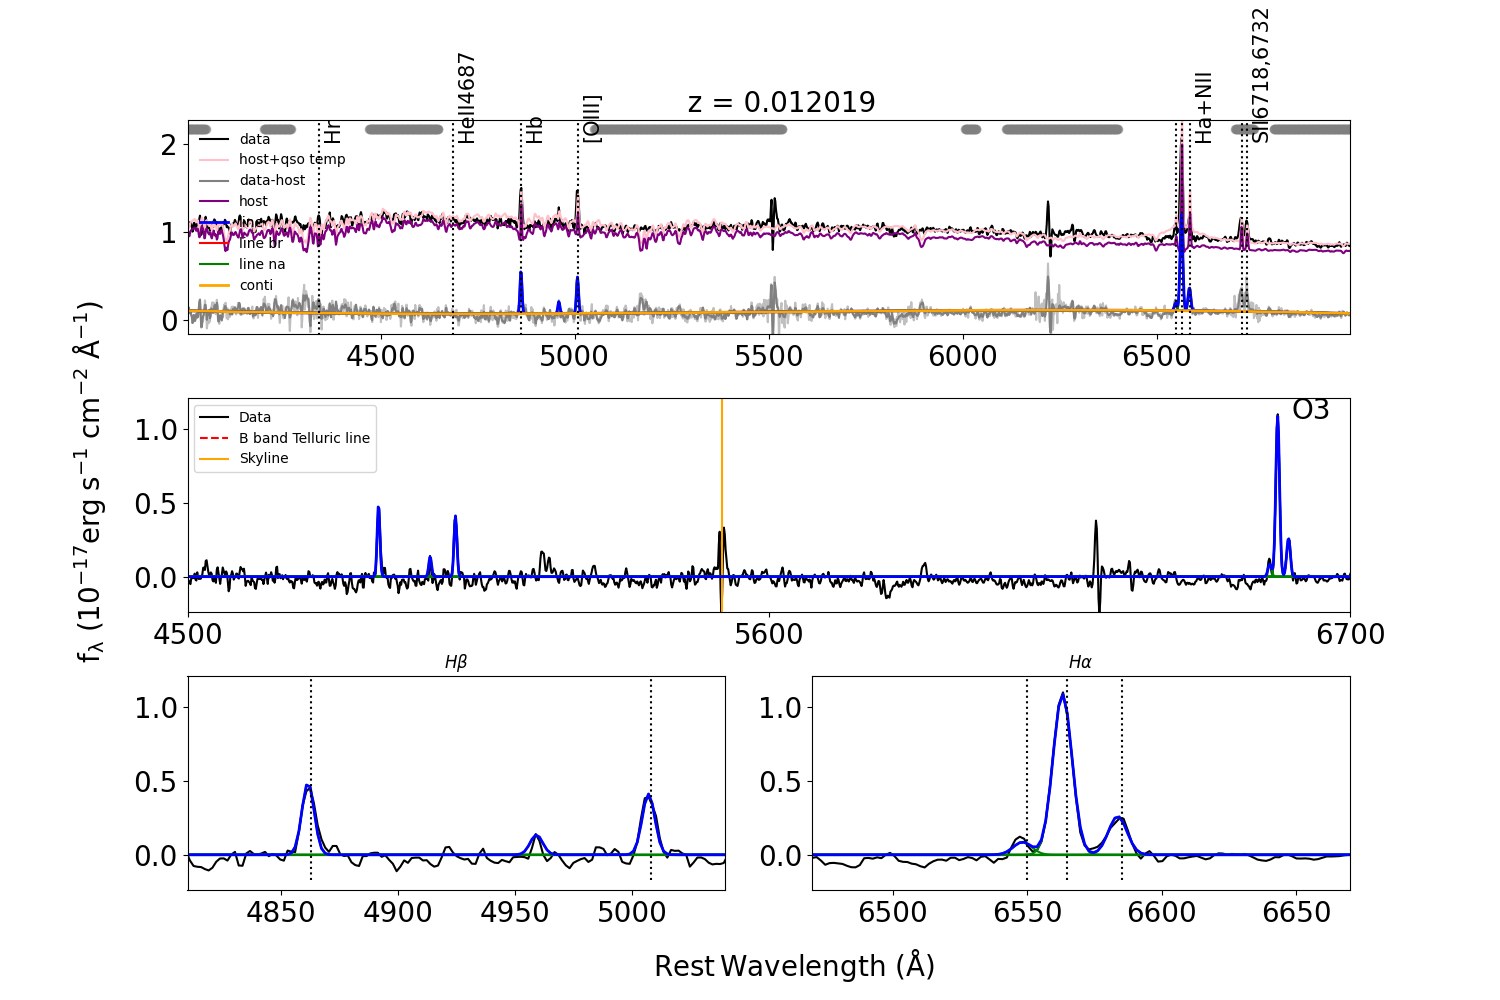 z = 0.012019
Hr
HeII4687
Hb
[OIII]
Ha+NII
SII6718,6732
data
host+qso temp
data-host
host
line br
line na
conti
2
1
0
4500 5000 5500 6000 6500
fλ (10⁻¹⁷erg s⁻¹ cm⁻² Å⁻¹)
Data
B band Telluric line
Skyline
O3
1.0
0.5
0.0
4500 5600 6700
Hβ
1.0
0.5
0.0
4850 4900 4950 5000
Hα
1.0
0.5
0.0
6500 6550 6600 6650
Rest Wavelength (Å)